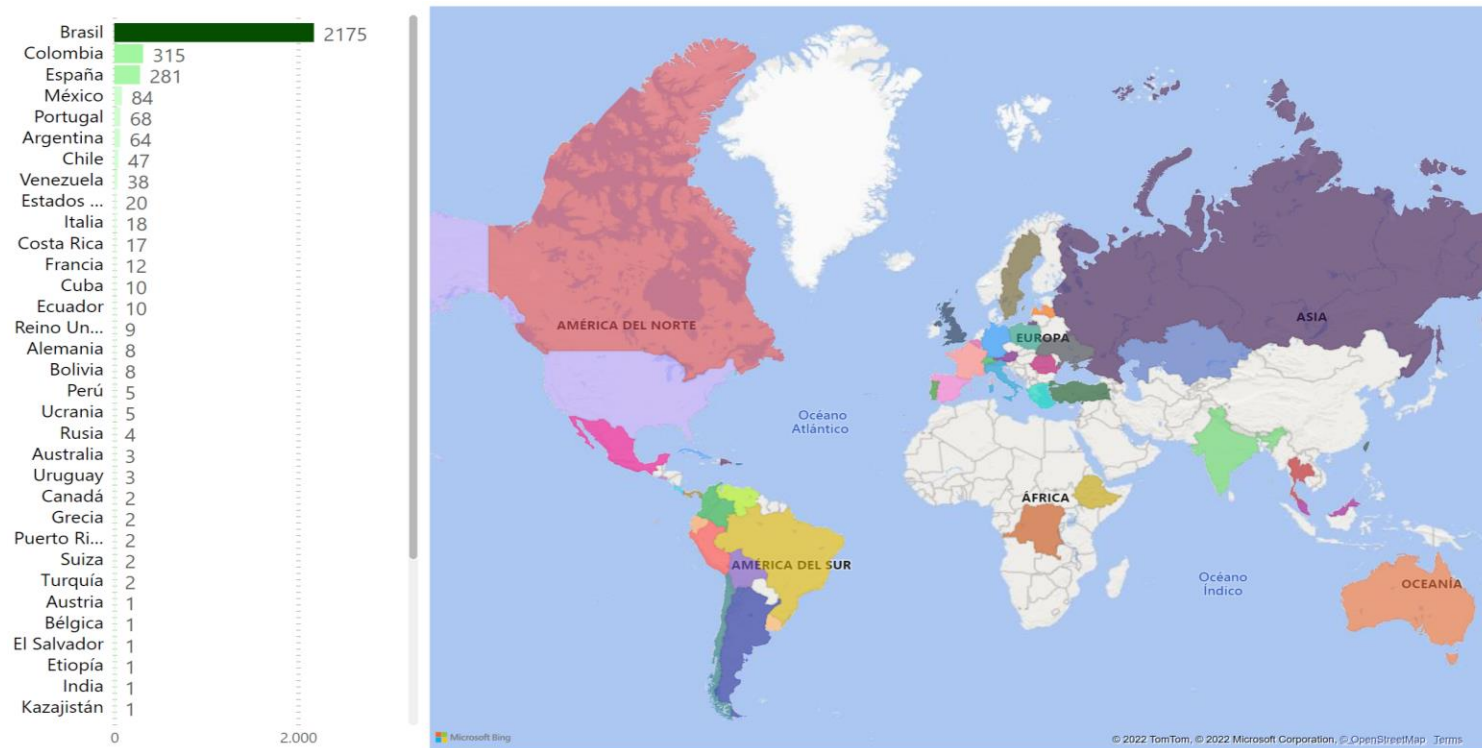 Brasil 2175
Colombia 315
España 281
México 84
Portugal 68
Argentina 64
Chile 47
Venezuela 38
Estados ... 20
Italia 18
Costa Rica 17
Francia 12
Cuba 10
Ecuador 10
Reino Un... 9
Alemania 8
Bolivia 8
Perú 5
Ucrania 5
Rusia 4
Australia 3
Uruguay 3
Canadá 2
Grecia 2
Puerto Ri... 2
Suiza 2
Turquía 2
Austria 1
Bélgica 1
El Salvador 1
Etiopía 1
India 1
Kazajistán 1
0 2.000
AMÉRICA DEL NORTE
EUROPA
ASIA
Océano
Atlántico
ÁFRICA
AMÉRICA DEL SUR
Océano
Índico
OCEANÍA
Microsoft Bing
© 2022 TomTom, © 2022 Microsoft Corporation, © OpenStreetMap Terms